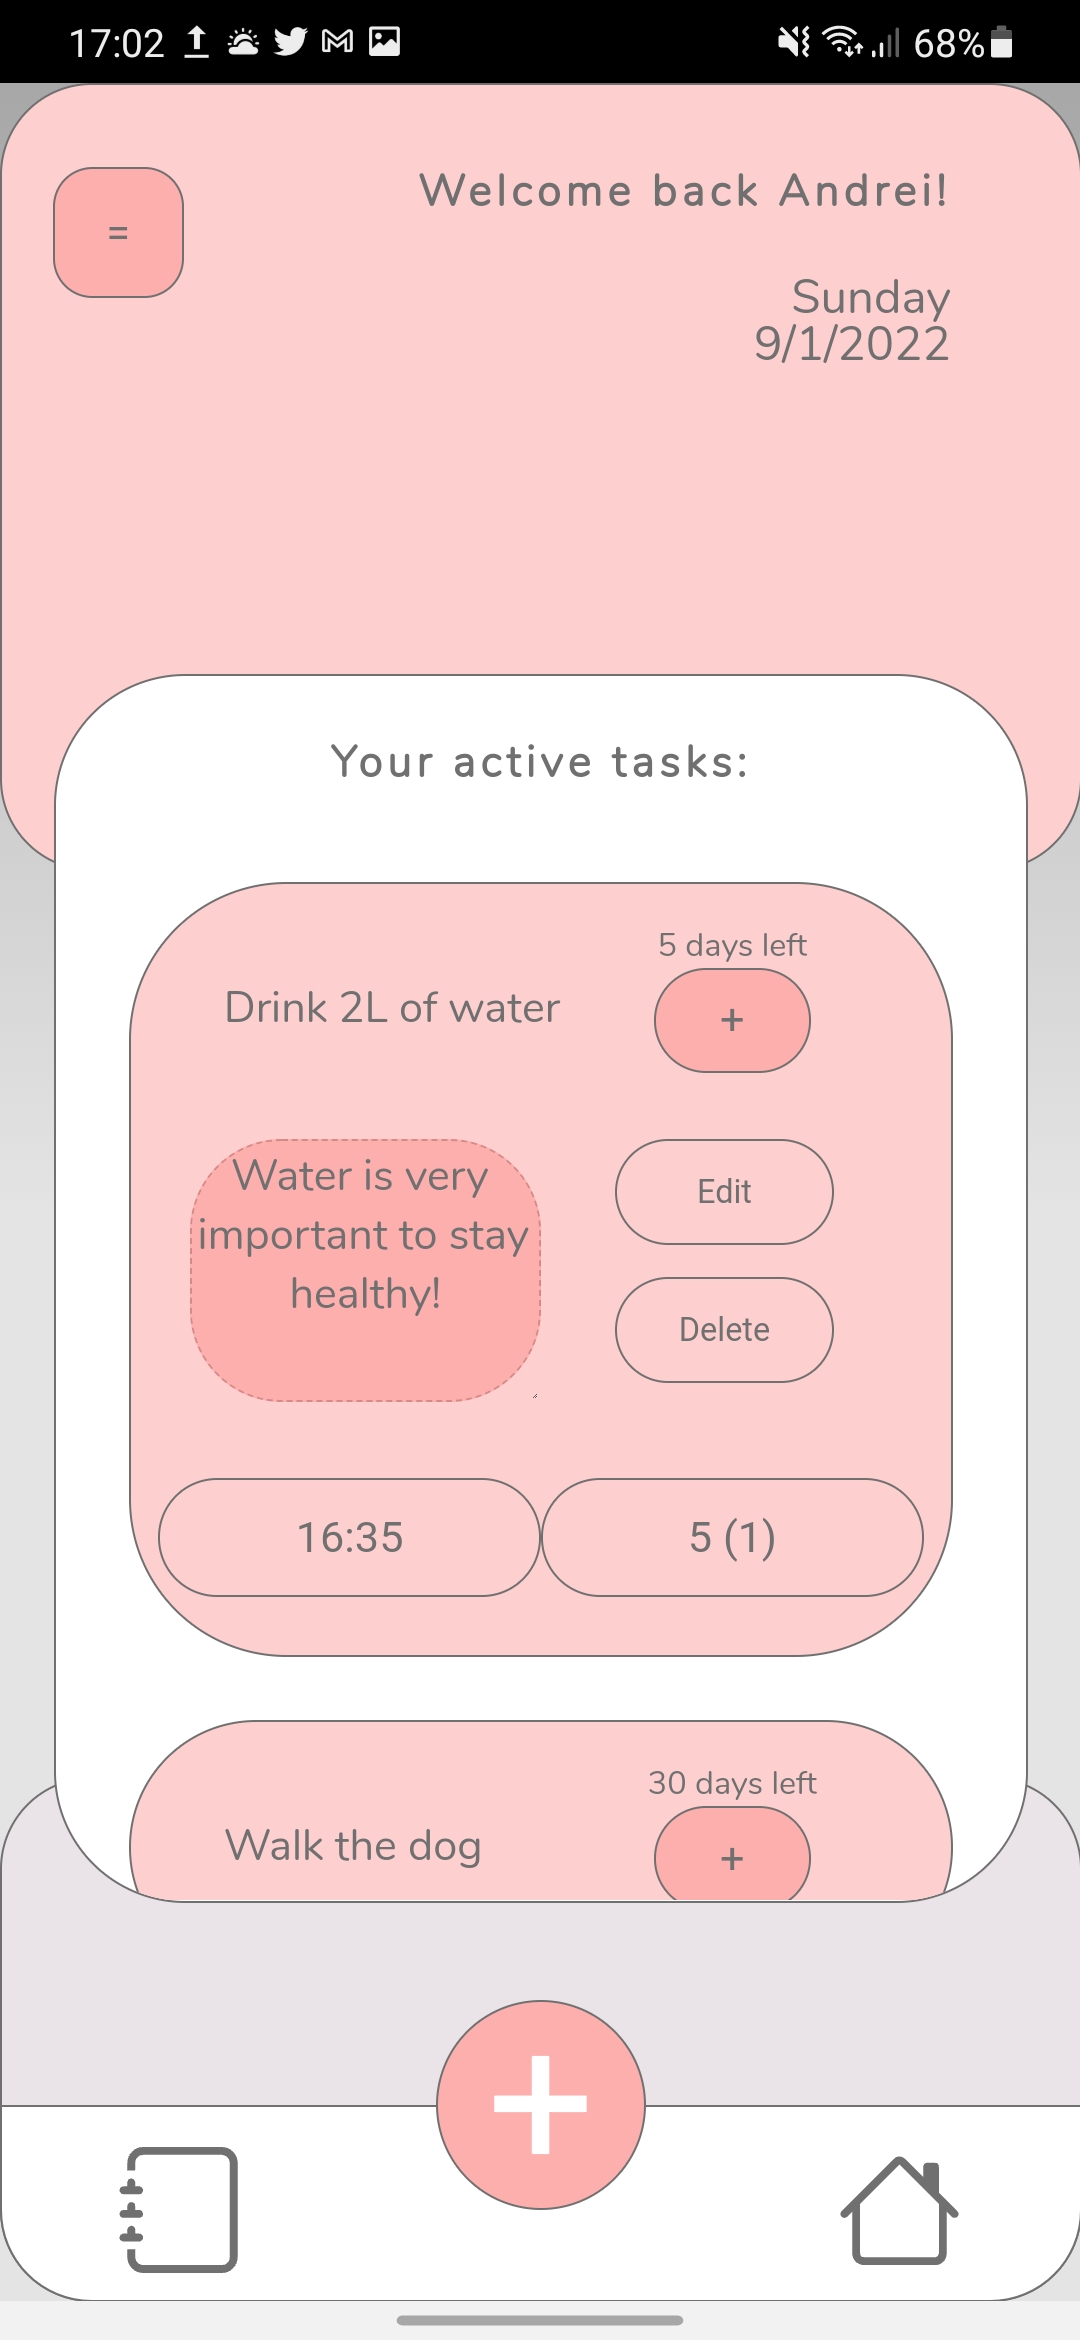 17:02 68%
Welcome back Andrei!
=
Sunday
9/1/2022
Your active tasks:
5 days left
Drink 2L of water
+
Water is very
important to stay
healthy!
Edit
Delete
16:35 5 (1)
30 days left
Walk the dog
+